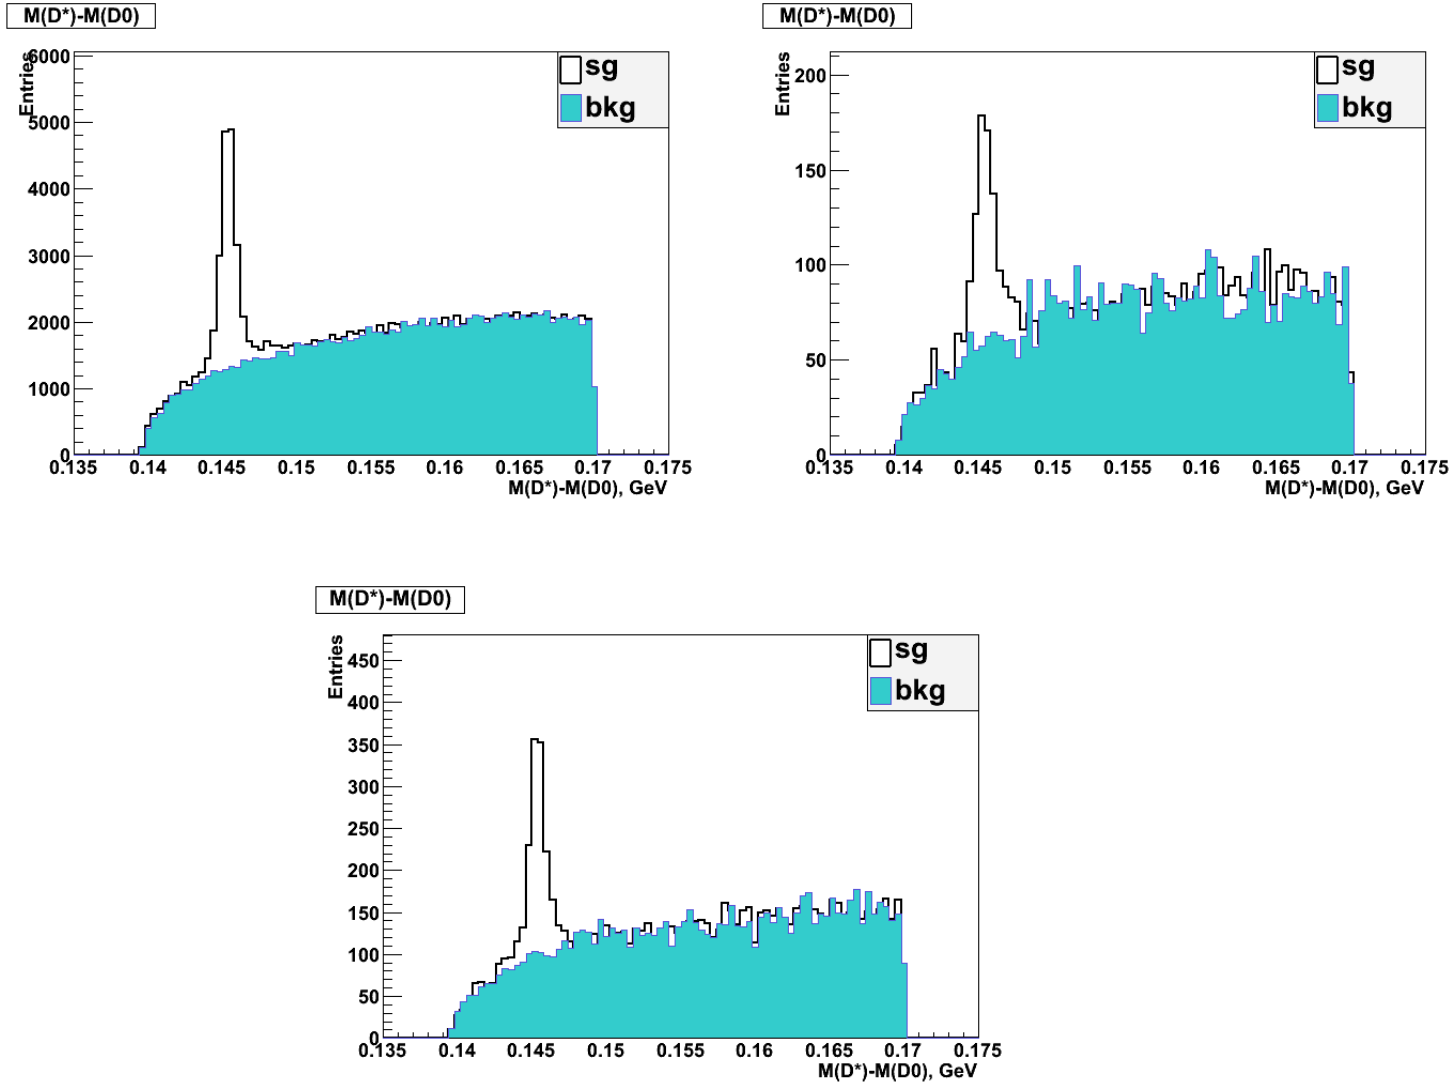 M(D*)-M(D0)
Entries
6000
5000
4000
3000
2000
1000
0
0.135 0.14 0.145 0.15 0.155 0.16 0.165 0.17 0.175
M(D*)-M(D0), GeV
sg
bkg
M(D*)-M(D0)
Entries
200
150
100
50
0
0.135 0.14 0.145 0.15 0.155 0.16 0.165 0.17 0.175
M(D*)-M(D0), GeV
sg
bkg
M(D*)-M(D0)
Entries
450
400
350
300
250
200
150
100
50
0
0.135 0.14 0.145 0.15 0.155 0.16 0.165 0.17 0.175
M(D*)-M(D0), GeV
sg
bkg